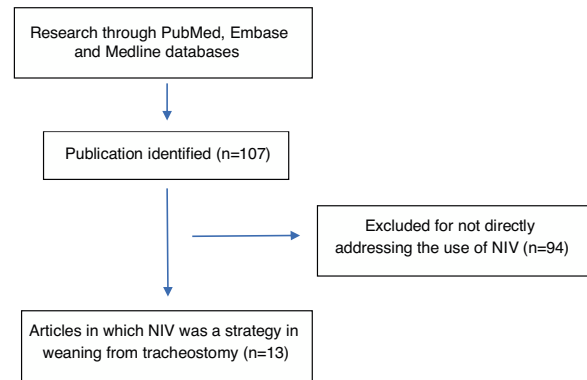 Research through PubMed, Embase
and Medline databases
Publication identified (n=107)
Excluded for not directly
addressing the use of NIV (n=94)
Articles in which NIV was a strategy in
weaning from tracheostomy (n=13)